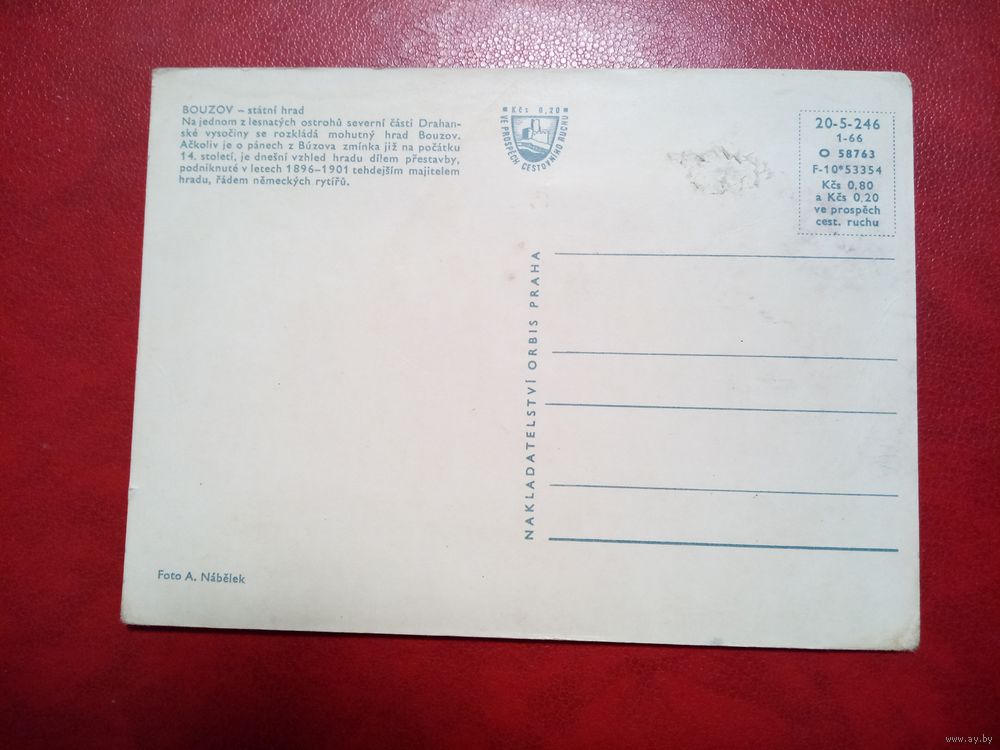 BOUZOV – státní hrad
Na jednom z lesnatých ostrohů severní části Drahan-
ské vysočiny se rozkládá mohutný hrad Bouzov.
Ačkoliv je o pánech z Búzova zmínka již na počátku
14. století, je dnešní vzhled hradu dílem přestavby,
podniknuté v letech 1896–1901 tehdejším majitelem
hradu, řádem německých rytířů.
Kčs 0,20
VE PROSPĚCH CESTOVNÍHO RUCHU
20-5-246
1-66
O 58763
F-10*53354
Kčs 0,80
a Kčs 0,20
ve prospěch
cest. ruchu
NAKLADATELSTVÍ ORBIS PRAHA
Foto A. Nábělek
www.ay.by